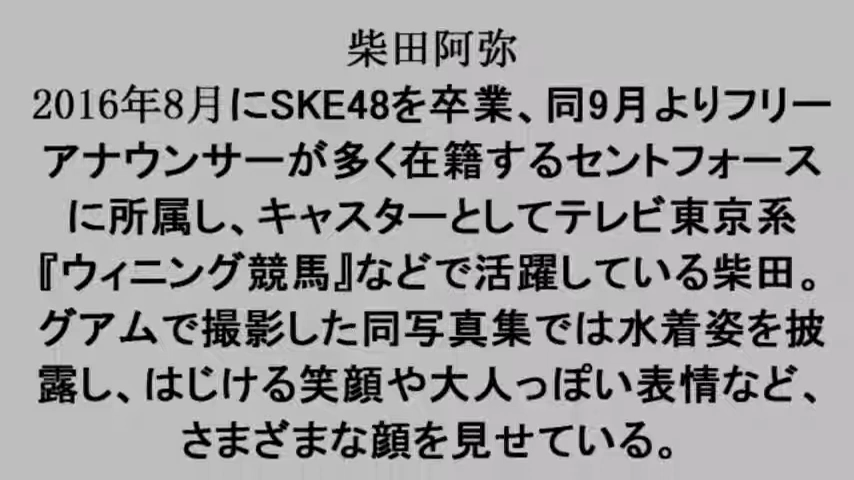 柴田阿弥
2016年8月にSKE48を卒業、同9月よりフリー
アナウンサーが多く在籍するセントフォース
に所属し、キャスターとしてテレビ東京系
『ウィニング競馬』などで活躍している柴田。
グアムで撮影した同写真集では水着姿を披
露し、はじける笑顔や大人っぽい表情など、
さまざまな顔を見せている。